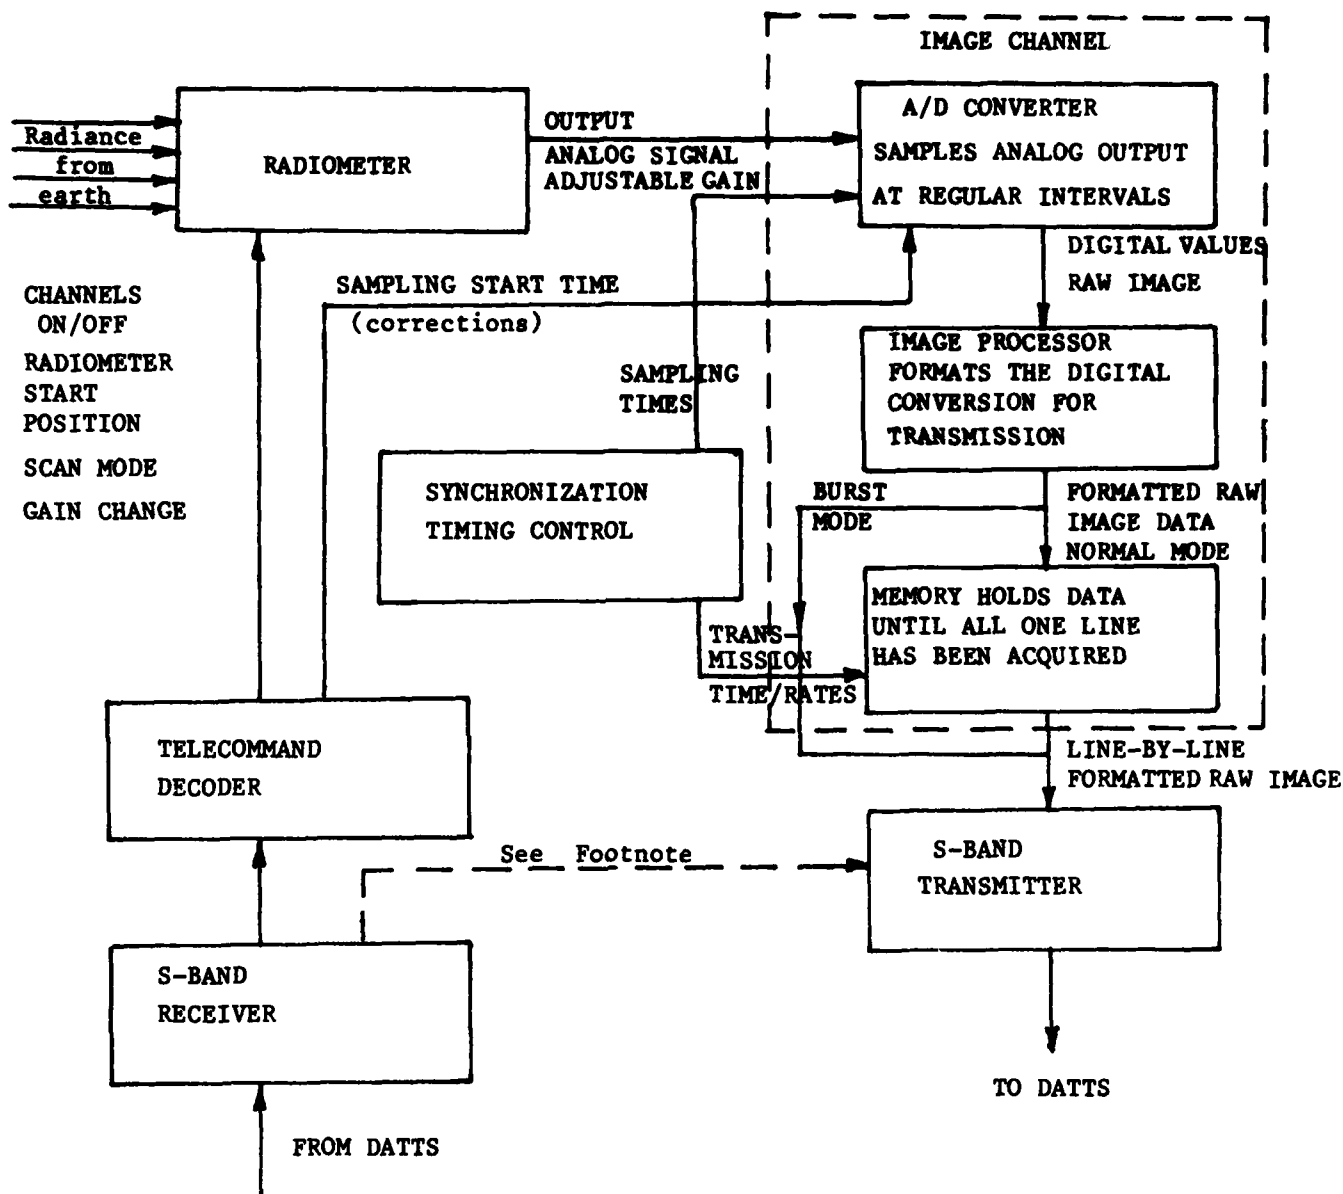 IMAGE CHANNEL
Radiance
from
earth
RADIOMETER
OUTPUT
ANALOG SIGNAL
ADJUSTABLE GAIN
A/D CONVERTER
SAMPLES ANALOG OUTPUT
AT REGULAR INTERVALS
DIGITAL VALUES
RAW IMAGE
CHANNELS
ON/OFF
RADIOMETER
START
POSITION
SCAN MODE
GAIN CHANGE
SAMPLING START TIME
(corrections)
SAMPLING
TIMES
IMAGE PROCESSOR
FORMATS THE DIGITAL
CONVERSION FOR
TRANSMISSION
SYNCHRONIZATION
TIMING CONTROL
BURST
MODE
FORMATTED RAW
IMAGE DATA
NORMAL MODE
MEMORY HOLDS DATA
UNTIL ALL ONE LINE
HAS BEEN ACQUIRED
TRANS-
MISSION
TIME/RATES
TELECOMMAND
DECODER
LINE-BY-LINE
FORMATTED RAW IMAGE
See Footnote
S-BAND
TRANSMITTER
S-BAND
RECEIVER
TO DATTS
FROM DATTS